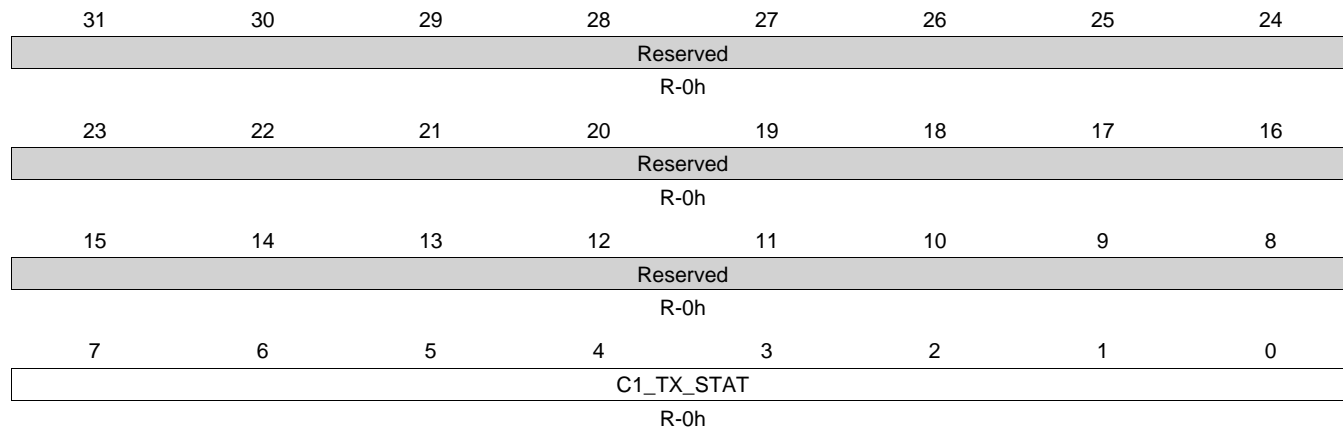 31 30 29 28 27 26 25 24
Reserved
R-0h
23 22 21 20 19 18 17 16
Reserved
R-0h
15 14 13 12 11 10 9 8
Reserved
R-0h
7 6 5 4 3 2 1 0
C1_TX_STAT
R-0h